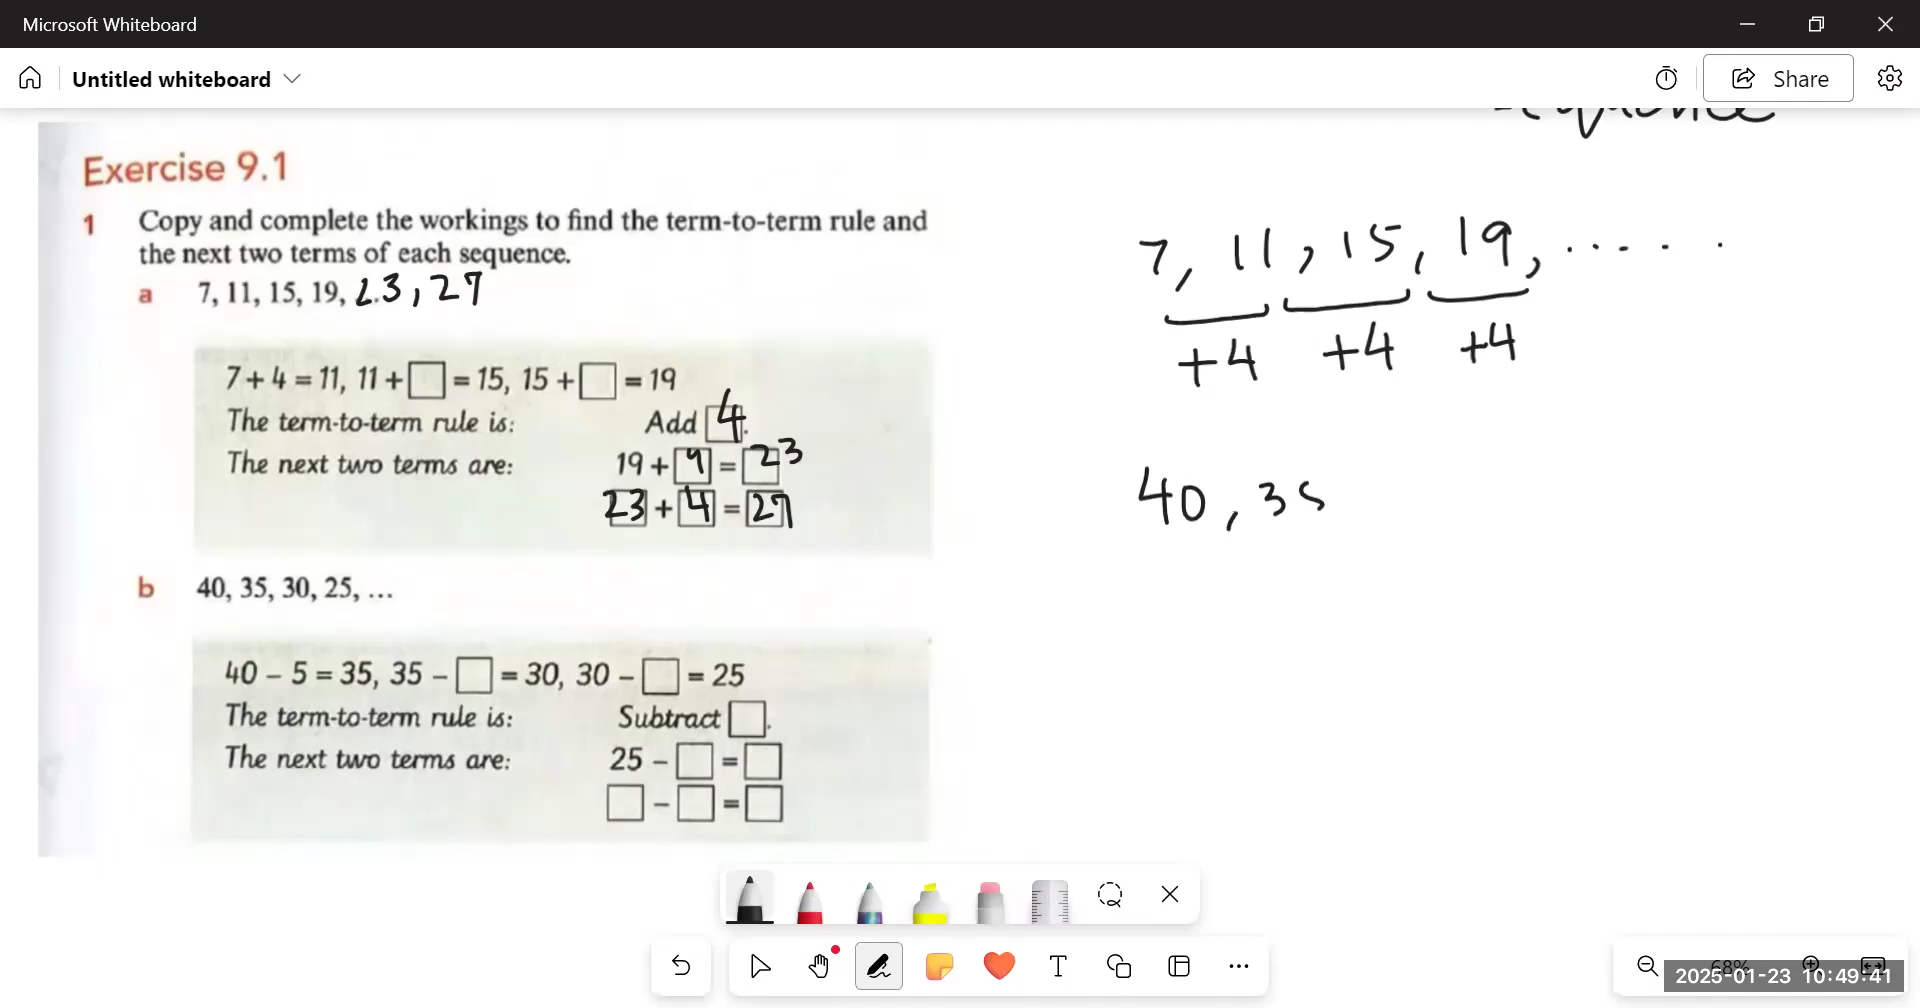 Microsoft Whiteboard
Untitled whiteboard
Share
sequence
Exercise 9.1
1 Copy and complete the workings to find the term-to-term rule and
the next two terms of each sequence.
a 7, 11, 15, 19, 23, 27
7 + 4 = 11, 11 + □ = 15, 15 + □ = 19
The term-to-term rule is: Add 4.
The next two terms are: 19 + 4 = 23
23 + 4 = 27
b 40, 35, 30, 25, ...
40 – 5 = 35, 35 – □ = 30, 30 – □ = 25
The term-to-term rule is: Subtract □.
The next two terms are: 25 – □ = □
□ – □ = □
7, 11, 15, 19, ......
+4 +4 +4
40, 35
68%
2025-01-23 10:49:41